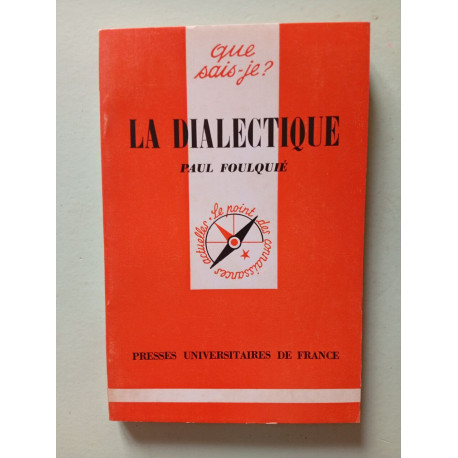 que
sais-je?
LA DIALECTIQUE
PAUL FOULQUIÉ
Le point des connaissances actuelles
PRESSES UNIVERSITAIRES DE FRANCE